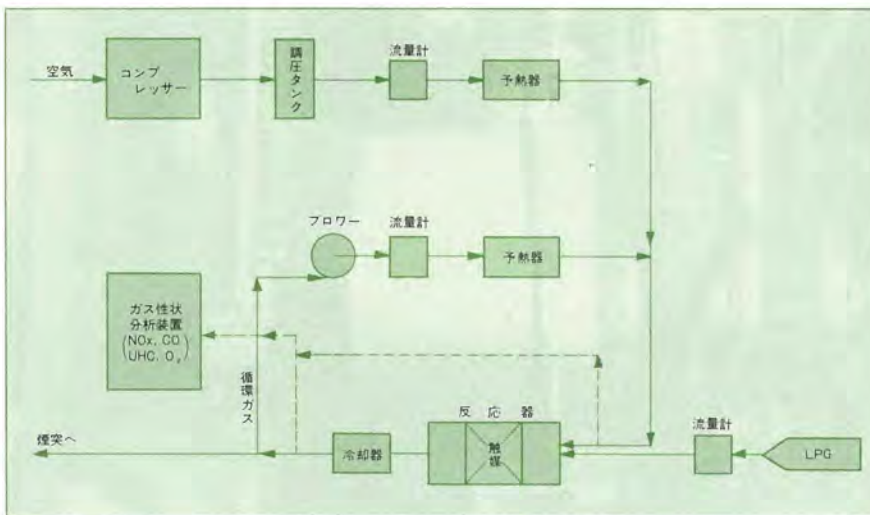 空気
コンプ
レッサー
調圧タンク
流量計
予熱器
ブロワー
流量計
予熱器
ガス性状
分析装置
(NOx, CO
UHC, O₂)
循環ガス
反応器
触媒
冷却器
煙突へ
流量計
LPG